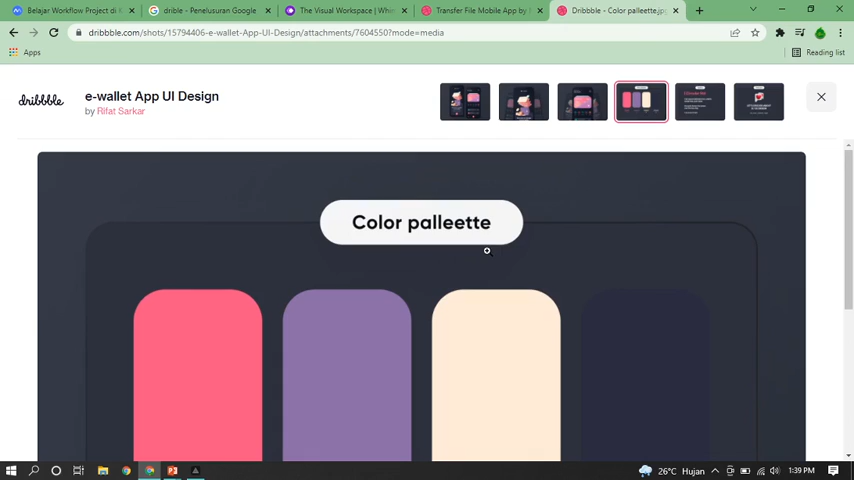 Belajar Workflow Project di K
drible - Penelusuran Google
The Visual Workspace | Whim
Transfer File Mobile App by
Dribbble - Color palleette.jpg
dribbble.com/shots/15794406-e-wallet-App-UI-Design/attachments/7604550?mode=media
Apps
Reading list
dribbble
e-wallet App UI Design
by Rifat Sarkar
Color palleette
26°C Hujan
1:39 PM